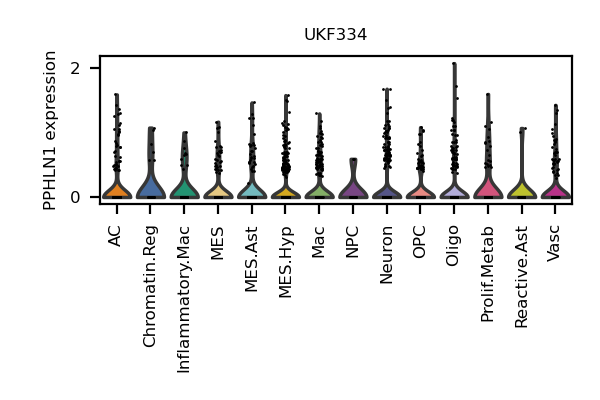 UKF334
PPHLN1 expression
2
0
AC
Chromatin.Reg
Inflammatory.Mac
MES
MES.Ast
MES.Hyp
Mac
NPC
Neuron
OPC
Oligo
Prolif.Metab
Reactive.Ast
Vasc